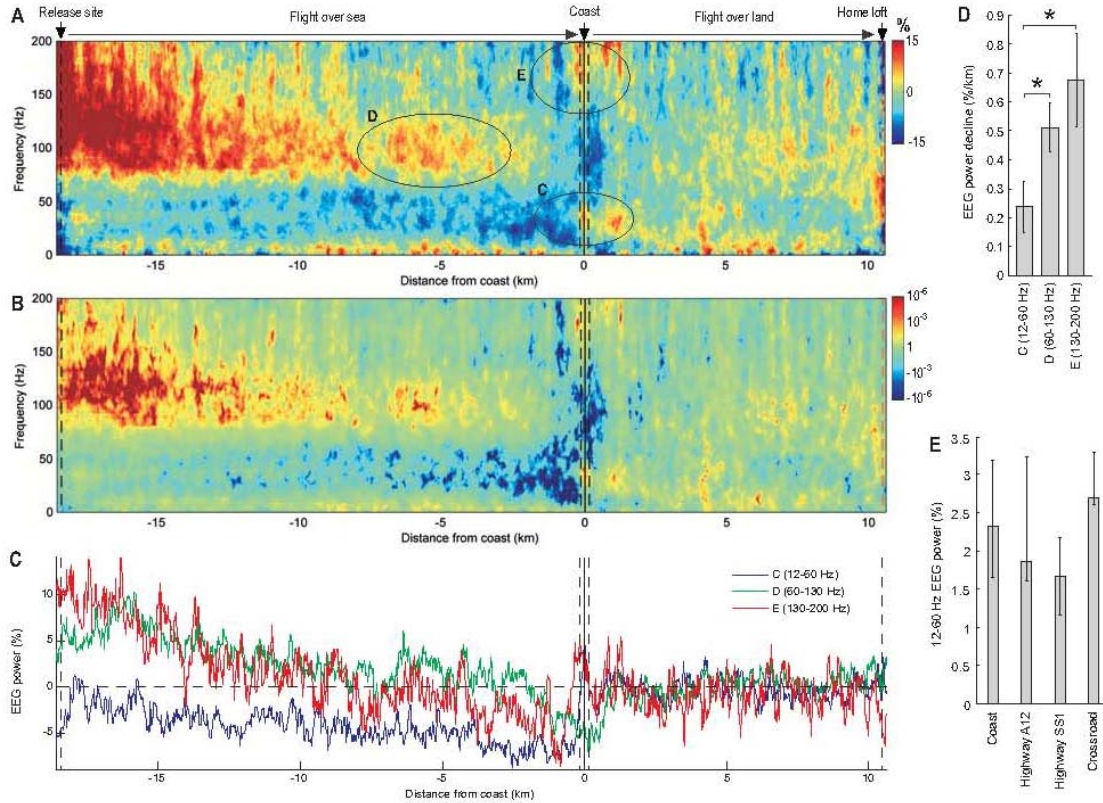 A
Release site
Flight over sea
Coast
Flight over land
Home loft
%
Frequency (Hz)
200
150
100
50
0
E
D
C
15
10
5
0
-5
-10
-15
-15 -10 -5 0 5 10
Distance from coast (km)
B
Frequency (Hz)
200
150
100
50
0
10-6
10-3
1
-10-3
-10-6
-15 -10 -5 0 5 10
Distance from coast (km)
C
EEG power (%)
10
5
0
-5
C (12-60 Hz)
D (60-130 Hz)
E (130-200 Hz)
-15 -10 -5 0 5 10
Distance from coast (km)
D
EEG power decline (%/km)
0.9
0.8
0.7
0.6
0.5
0.4
0.3
0.2
0.1
0
*
*
C (12-60 Hz)
D (60-130 Hz)
E (130-200 Hz)
E
12-60 Hz EEG power (%)
3.5
3
2.5
2
1.5
1
0.5
0
Coast
Highway A12
Highway SS1
Crossroad